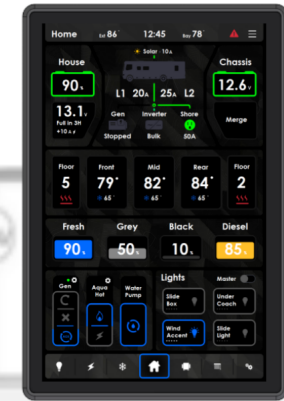 Home Ext 86° 12:45 Bay 78°
Solar 10A
House Chassis
90%
12.6v
L1 20A 25A L2
13.1v
Full in 3H
+10A
Gen Inverter Shore
Merge
Stopped Bulk 50A
Floor Front Mid Rear Floor
5 79° 82° 84° 2
65° 65° 65°
Fresh Grey Black Diesel
90% 50% 10% 85%
Lights Master
Gen Aqua Hot Water Pump
Slide Box Under Coach
Wind Accent Slide Light